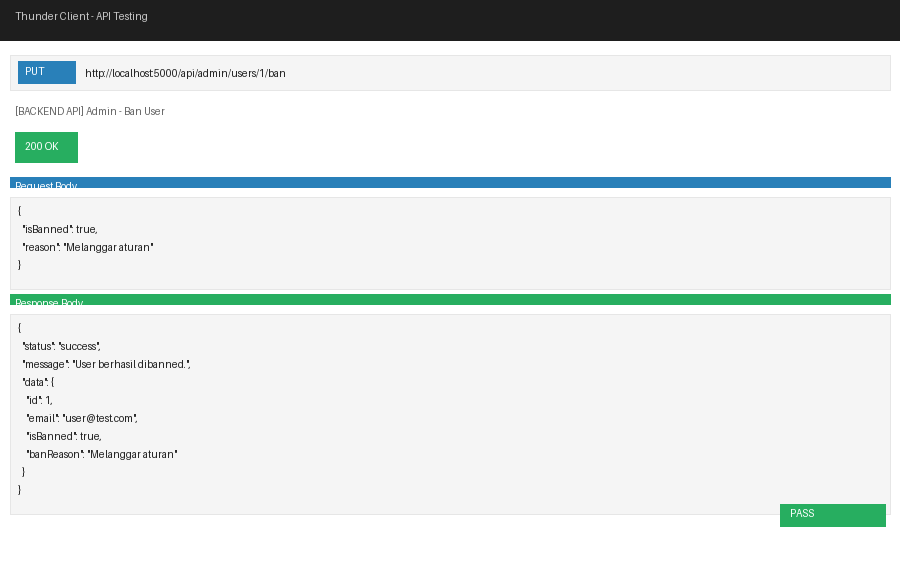 Thunder Client - API Testing
PUT http://localhost:5000/api/admin/users/1/ban
[BACKEND API] Admin - Ban User
200 OK
Request Body
{
"isBanned": true,
"reason": "Melanggar aturan"
}
Response Body
{
"status": "success",
"message": "User berhasil dibanned.",
"data": {
"id": 1,
"email": "user@test.com",
"isBanned": true,
"banReason": "Melanggar aturan"
}
}
PASS